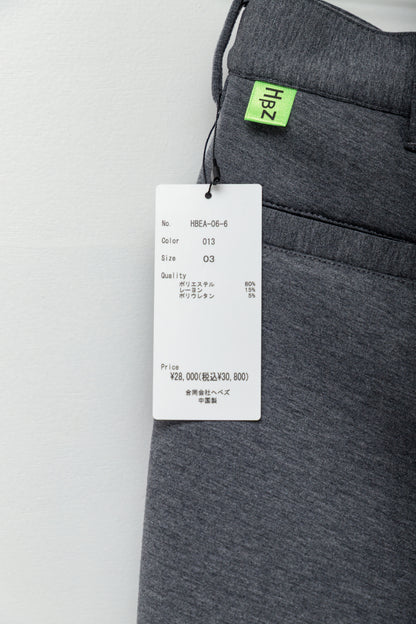 HβZ
No. HBEA-06-6
Color 013
Size 03
Quality
ポリエステル 80%
レーヨン 15%
ポリウレタン 5%
Price
¥28,000(税込¥30,800)
合同会社ヘベズ
中国製